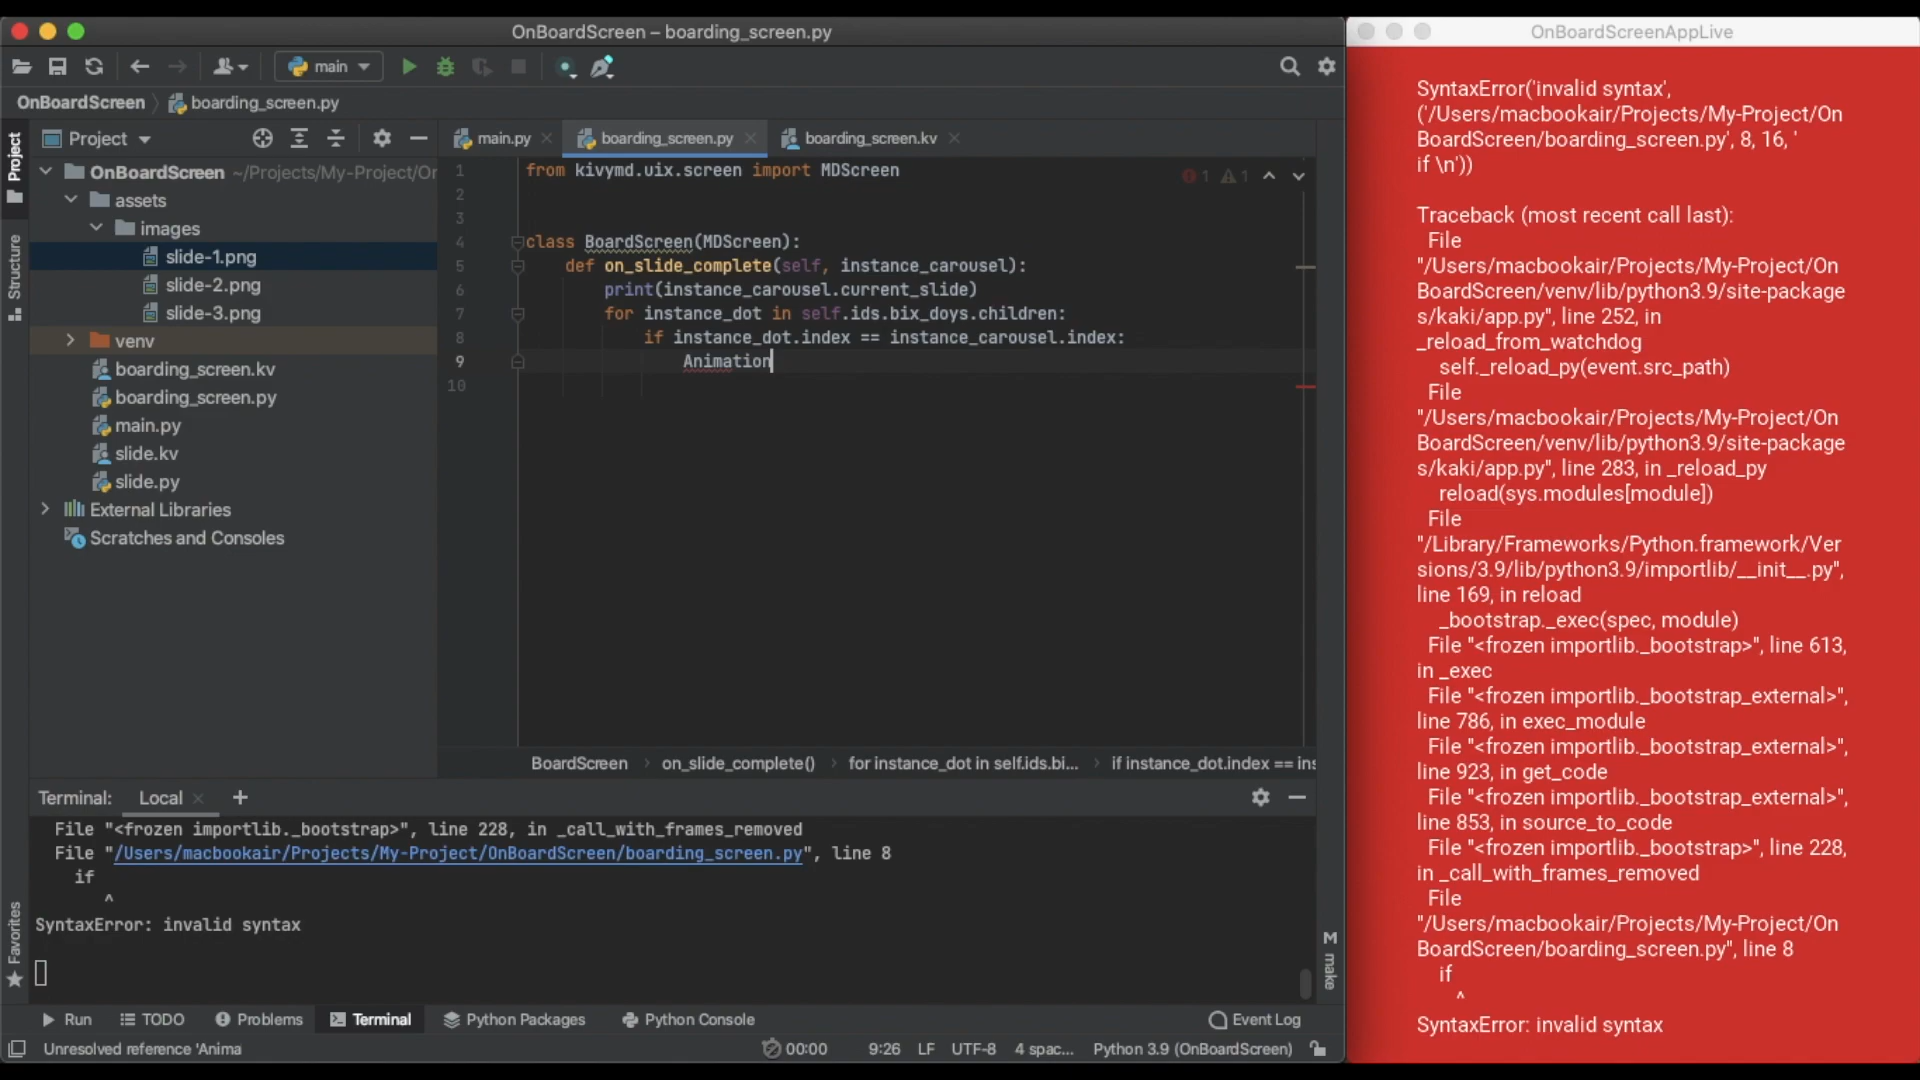 OnBoardScreen – boarding_screen.py
main
OnBoardScreen
boarding_screen.py
Project
Project
Structure
Favorites
OnBoardScreen ~/Projects/My-Project/Or
assets
images
slide-1.png
slide-2.png
slide-3.png
venv
boarding_screen.kv
boarding_screen.py
main.py
slide.kv
slide.py
External Libraries
Scratches and Consoles
main.py
boarding_screen.py
boarding_screen.kv
1 from kivymd.uix.screen import MDScreen
2
3
4 class BoardScreen(MDScreen):
5 def on_slide_complete(self, instance_carousel):
6 print(instance_carousel.current_slide)
7 for instance_dot in self.ids.bix_doys.children:
8 if instance_dot.index == instance_carousel.index:
9 Animation
10
1 1
BoardScreen › on_slide_complete() › for instance_dot in self.ids.bi... › if instance_dot.index == ins
Terminal: Local
File "<frozen importlib._bootstrap>", line 228, in _call_with_frames_removed
File "/Users/macbookair/Projects/My-Project/OnBoardScreen/boarding_screen.py", line 8
if
^
SyntaxError: invalid syntax
M make
Run
TODO
Problems
Terminal
Python Packages
Python Console
Event Log
Unresolved reference 'Anima
00:00
9:26
LF
UTF-8
4 spac...
Python 3.9 (OnBoardScreen)
OnBoardScreenAppLive
SyntaxError('invalid syntax',
('/Users/macbookair/Projects/My-Project/On
BoardScreen/boarding_screen.py', 8, 16, '
if \n'))
Traceback (most recent call last):
File
"/Users/macbookair/Projects/My-Project/On
BoardScreen/venv/lib/python3.9/site-package
s/kaki/app.py", line 252, in
_reload_from_watchdog
self._reload_py(event.src_path)
File
"/Users/macbookair/Projects/My-Project/On
BoardScreen/venv/lib/python3.9/site-package
s/kaki/app.py", line 283, in _reload_py
reload(sys.modules[module])
File
"/Library/Frameworks/Python.framework/Ver
sions/3.9/lib/python3.9/importlib/__init__.py",
line 169, in reload
_bootstrap._exec(spec, module)
File "<frozen importlib._bootstrap>", line 613,
in _exec
File "<frozen importlib._bootstrap_external>",
line 786, in exec_module
File "<frozen importlib._bootstrap_external>",
line 923, in get_code
File "<frozen importlib._bootstrap_external>",
line 853, in source_to_code
File "<frozen importlib._bootstrap>", line 228,
in _call_with_frames_removed
File
"/Users/macbookair/Projects/My-Project/On
BoardScreen/boarding_screen.py", line 8
if
^
SyntaxError: invalid syntax